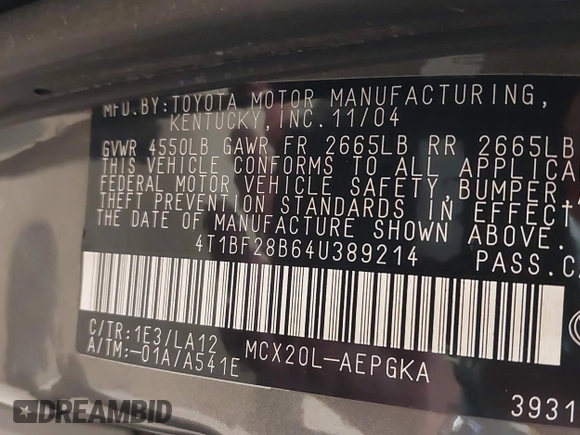 MFD.BY:TOYOTA MOTOR MANUFACTURING,
KENTUCKY,INC.11/04
GVWR 4550LB GAWR FR 2665LB RR 2665LB
THIS VEHICLE CONFORMS TO ALL APPLICA
FEDERAL MOTOR VEHICLE SAFETY,BUMPER,
THEFT PREVENTION STANDARDS IN EFFECT
THE DATE OF MANUFACTURE SHOWN ABOVE.
4T1BF28B64U389214 PASS.C
C/TR:1E3/LA12 MCX20L-AEPGKA
A/TM:-01A/A541E
3931
DREAMBID